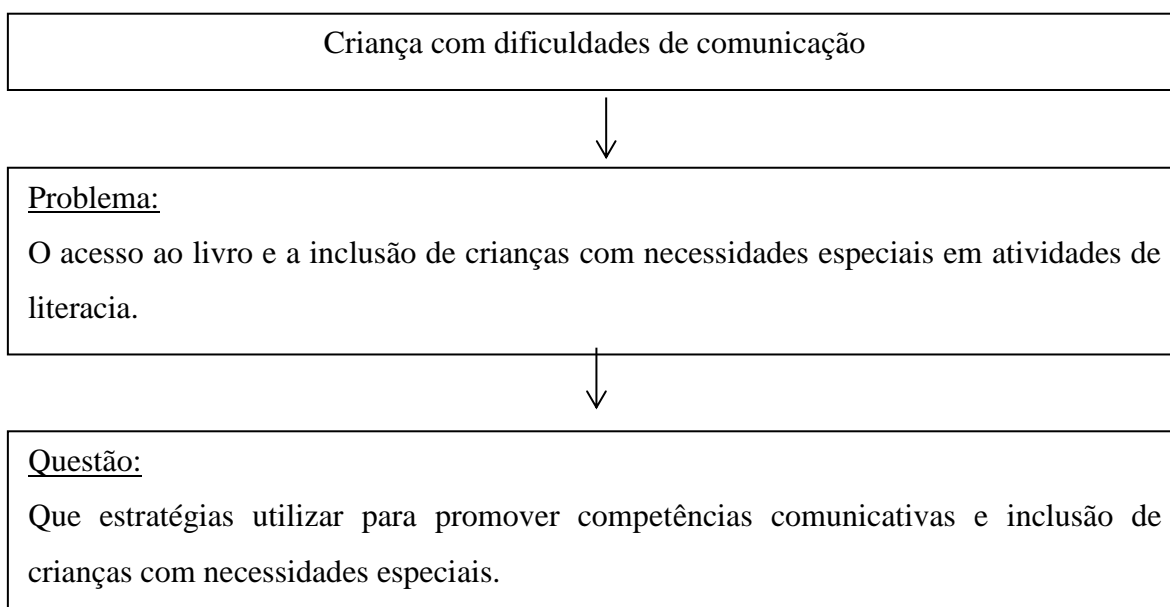 Criança com dificuldades de comunicação
Problema:
O acesso ao livro e a inclusão de crianças com necessidades especiais em atividades de
literacia.
Questão:
Que estratégias utilizar para promover competências comunicativas e inclusão de
crianças com necessidades especiais.